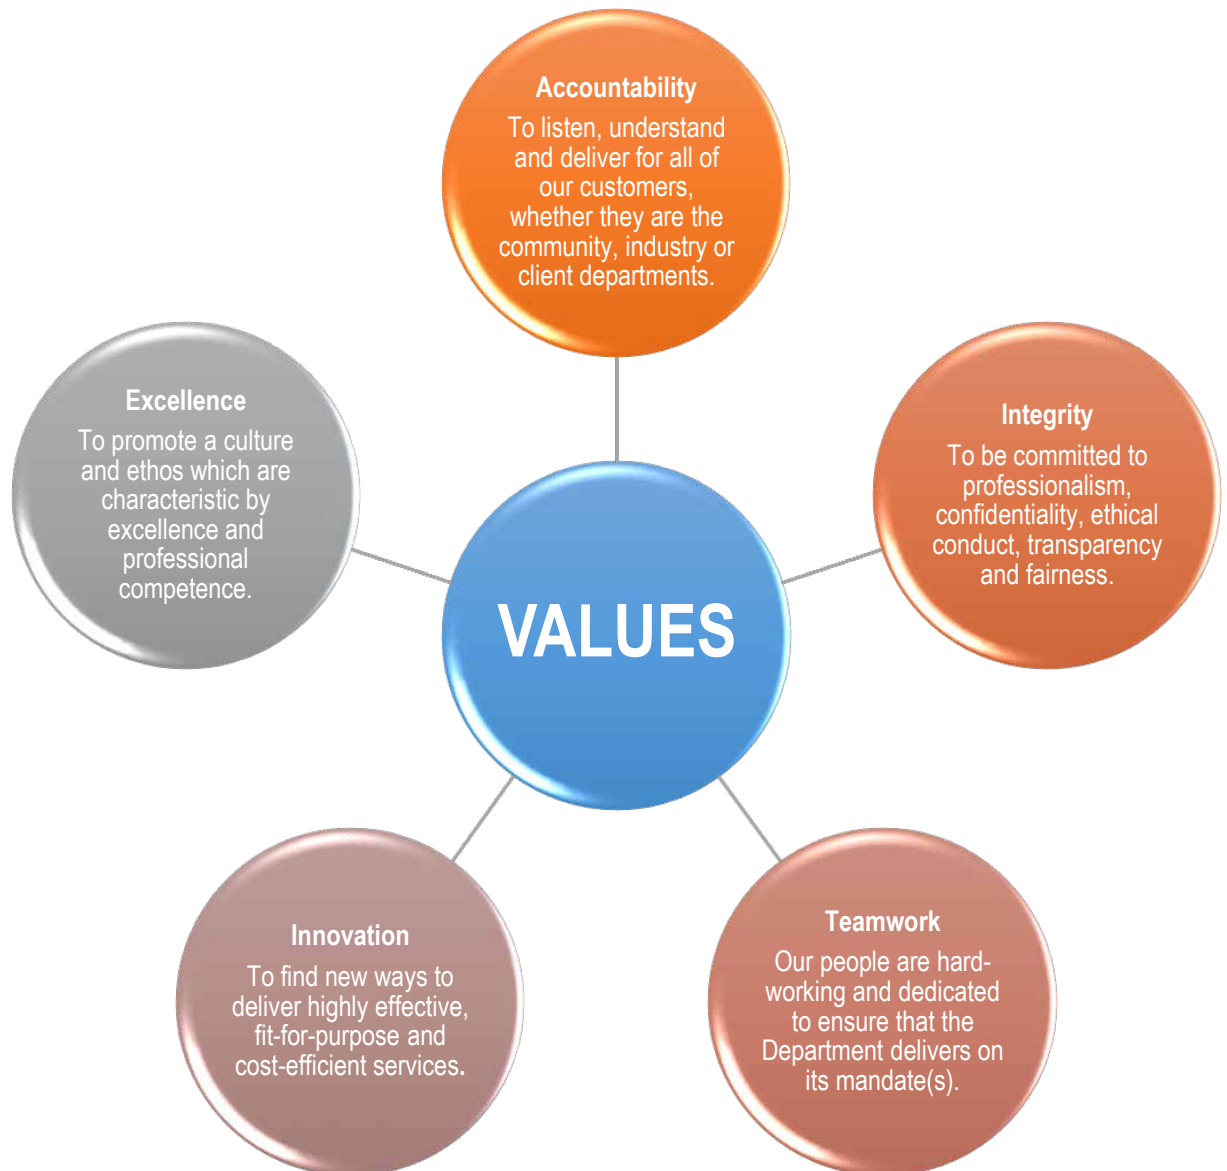 Accountability
To listen, understand
and deliver for all of
our customers,
whether they are the
community, industry or
client departments.
Integrity
To be committed to
professionalism,
confidentiality, ethical
conduct, transparency
and fairness.
Teamwork
Our people are hard-
working and dedicated
to ensure that the
Department delivers on
its mandate(s).
Innovation
To find new ways to
deliver highly effective,
fit-for-purpose and
cost-efficient services.
Excellence
To promote a culture
and ethos which are
characteristic by
excellence and
professional
competence.
VALUES